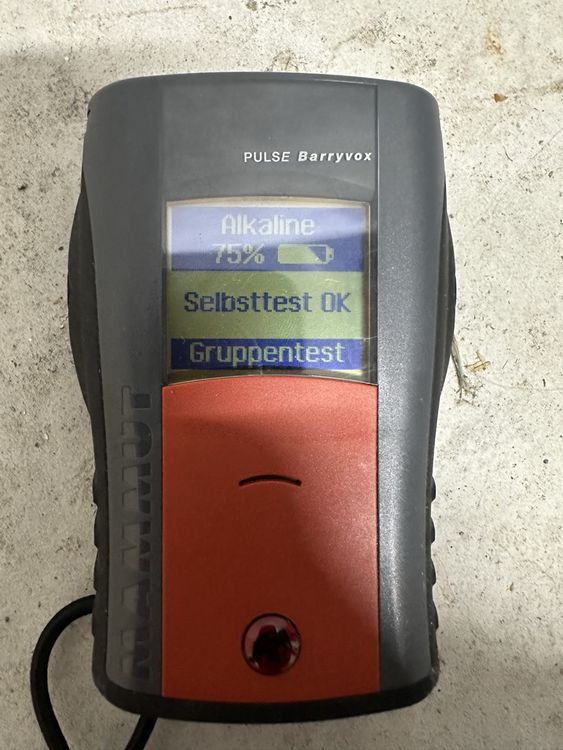 PULSE Barryvox
Alkaline
75%
Selbsttest OK
Gruppentest
MAMMUT